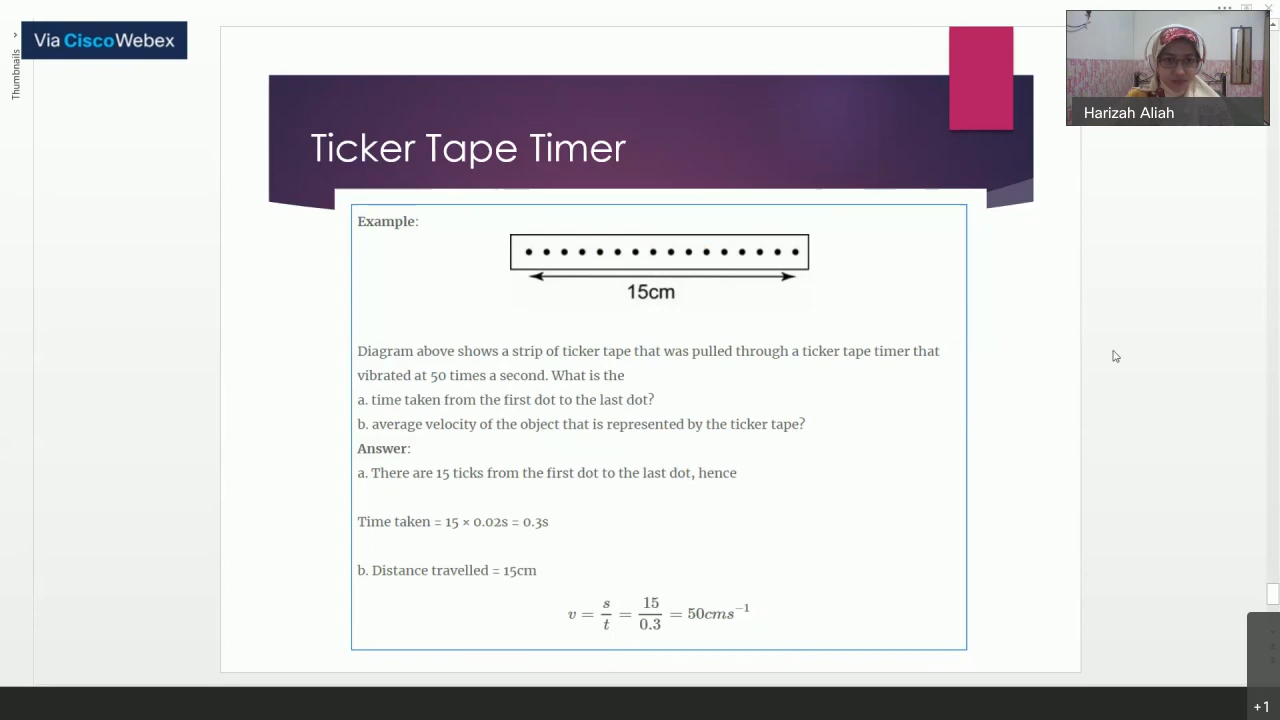 Via Cisco Webex
Thumbnails
Harizah Aliah
Ticker Tape Timer
Example:
15cm
Diagram above shows a strip of ticker tape that was pulled through a ticker tape timer that
vibrated at 50 times a second. What is the
a. time taken from the first dot to the last dot?
b. average velocity of the object that is represented by the ticker tape?
Answer:
a. There are 15 ticks from the first dot to the last dot, hence
Time taken = 15 × 0.02s = 0.3s
b. Distance travelled = 15cm
v = s/t = 15/0.3 = 50cms⁻¹
+1